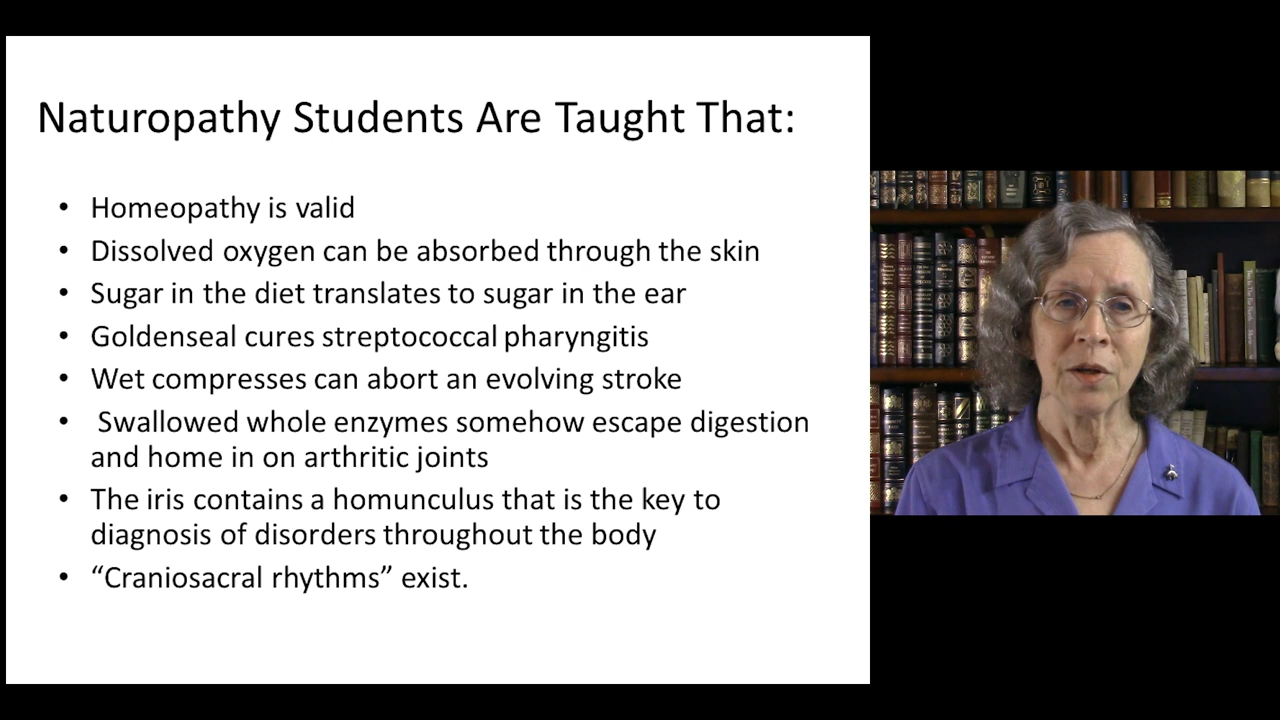 Naturopathy Students Are Taught That:
• Homeopathy is valid
• Dissolved oxygen can be absorbed through the skin
• Sugar in the diet translates to sugar in the ear
• Goldenseal cures streptococcal pharyngitis
• Wet compresses can abort an evolving stroke
• Swallowed whole enzymes somehow escape digestion
and home in on arthritic joints
• The iris contains a homunculus that is the key to
diagnosis of disorders throughout the body
• “Craniosacral rhythms” exist.